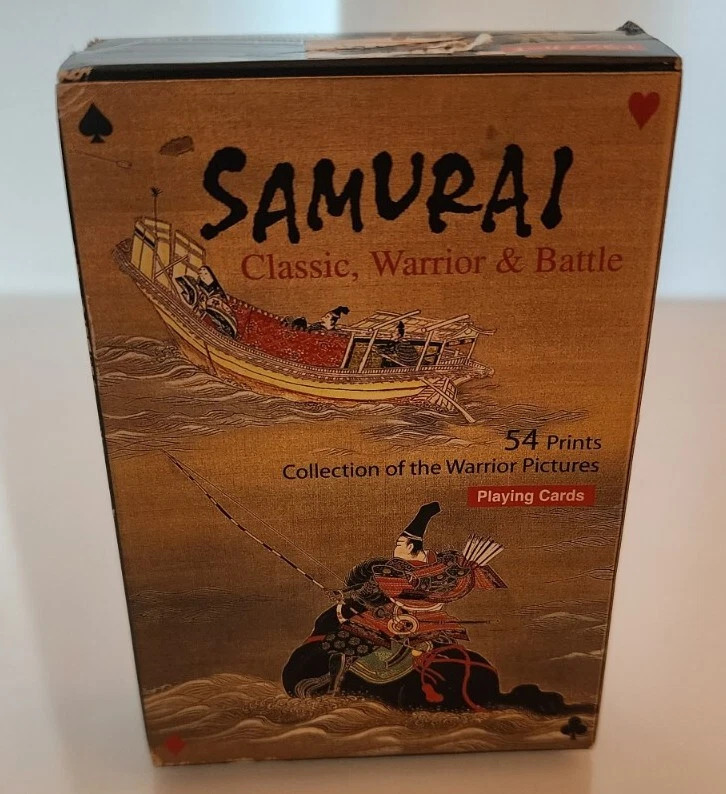 SAMURAI
Classic, Warrior & Battle
54 Prints
Collection of the Warrior Pictures
Playing Cards